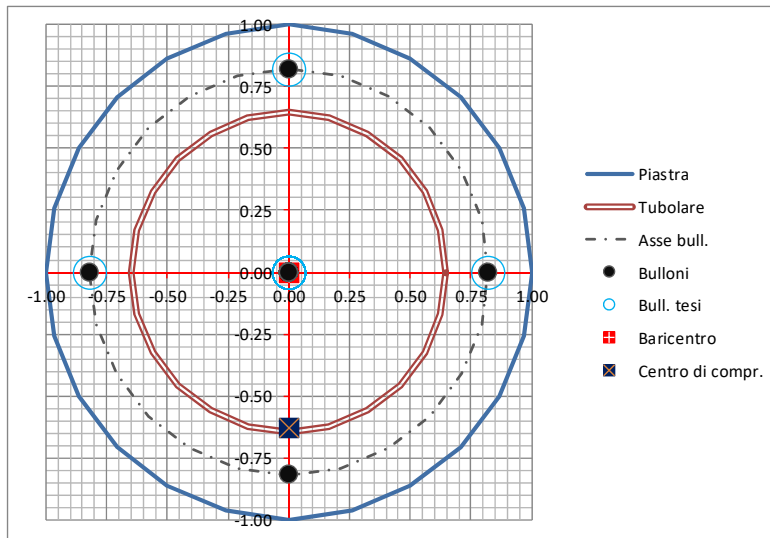 1.00
0.75
0.50
0.25
0.00
-1.00 -0.75 -0.50 -0.25 0.00 0.25 0.50 0.75 1.00
-0.25
-0.50
-0.75
-1.00
Piastra
Tubolare
Asse bull.
Bulloni
Bull. tesi
Baricentro
Centro di compr.